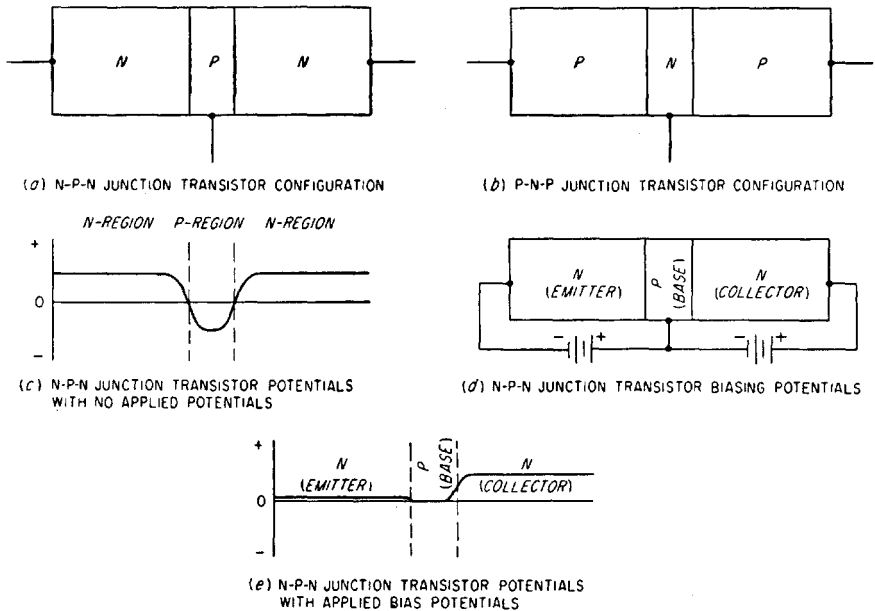 N P N
P N P
(a) N-P-N JUNCTION TRANSISTOR CONFIGURATION
(b) P-N-P JUNCTION TRANSISTOR CONFIGURATION
N-REGION P-REGION N-REGION
+
0
−
(c) N-P-N JUNCTION TRANSISTOR POTENTIALS
WITH NO APPLIED POTENTIALS
N
(EMITTER)
P
(BASE)
N
(COLLECTOR)
− +
− +
(d) N-P-N JUNCTION TRANSISTOR BIASING POTENTIALS
+
0
−
N
(EMITTER)
P
(BASE)
N
(COLLECTOR)
(e) N-P-N JUNCTION TRANSISTOR POTENTIALS
WITH APPLIED BIAS POTENTIALS